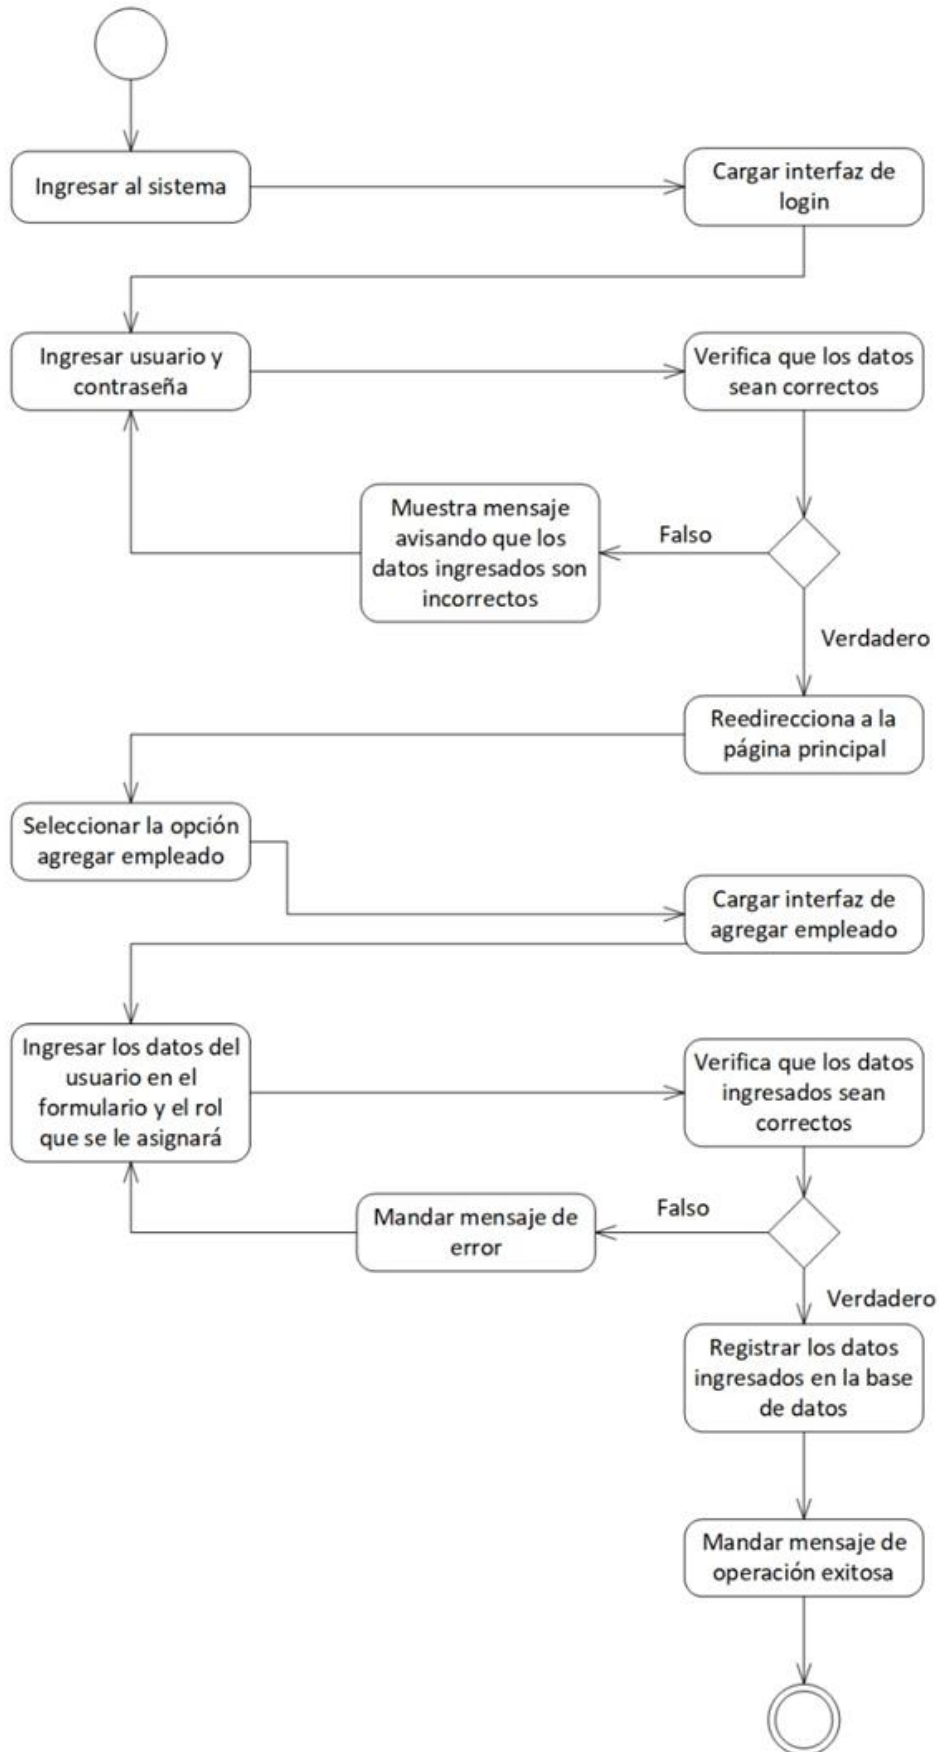 Ingresar al sistema
Cargar interfaz de
login
Ingresar usuario y
contraseña
Verifica que los datos
sean correctos
Muestra mensaje
avisando que los
datos ingresados son
incorrectos
Falso
Verdadero
Reedirecciona a la
página principal
Seleccionar la opción
agregar empleado
Cargar interfaz de
agregar empleado
Ingresar los datos del
usuario en el
formulario y el rol
que se le asignará
Verifica que los datos
ingresados sean
correctos
Mandar mensaje de
error
Falso
Verdadero
Registrar los datos
ingresados en la base
de datos
Mandar mensaje de
operación exitosa